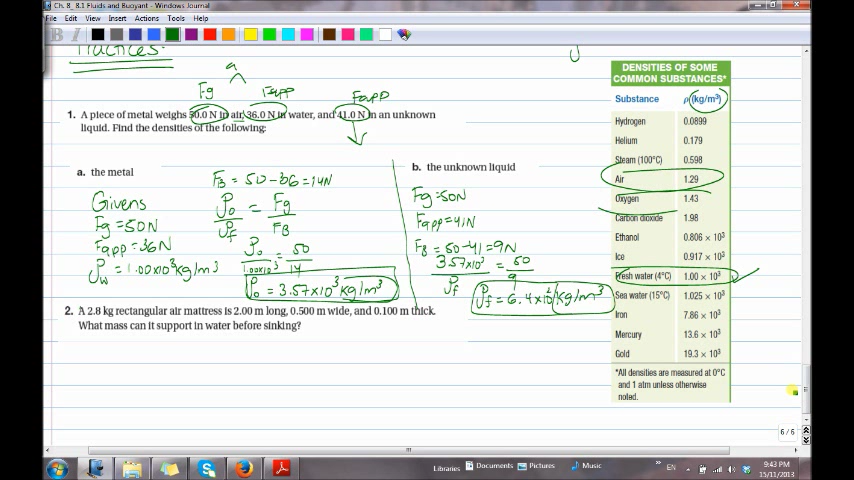 Ch. 8_8.1 Fluids and Buoyant - Windows Journal
File Edit View Insert Actions Tools Help
Practices:
a
Fg Fapp Fapp
1. A piece of metal weighs 50.0 N in air, 36.0 N in water, and 41.0 N in an unknown
liquid. Find the densities of the following:
a. the metal
Givens
Fg = 50N
Fapp = 36N
ρw = 1.00x10³ kg/m³
FB = 50-36 = 14N
ρo/ρf = Fg/FB
ρo/1.00x10³ = 50/14
ρo = 3.57x10³ kg/m³
b. the unknown liquid
Fg = 50N
Fapp = 41N
FB = 50-41 = 9N
3.57x10³/ρf = 50/9
ρf = 6.4x10² kg/m³
2. A 2.8 kg rectangular air mattress is 2.00 m long, 0.500 m wide, and 0.100 m thick.
What mass can it support in water before sinking?
DENSITIES OF SOME
COMMON SUBSTANCES*
Substance ρ (kg/m³)
Hydrogen 0.0899
Helium 0.179
Steam (100°C) 0.598
Air 1.29
Oxygen 1.43
Carbon dioxide 1.98
Ethanol 0.806 × 10³
Ice 0.917 × 10³
Fresh water (4°C) 1.00 × 10³
Sea water (15°C) 1.025 × 10³
Iron 7.86 × 10³
Mercury 13.6 × 10³
Gold 19.3 × 10³
*All densities are measured at 0°C
and 1 atm unless otherwise
noted.
6 / 6
Libraries Documents Pictures Music » EN 9:43 PM
15/11/2013